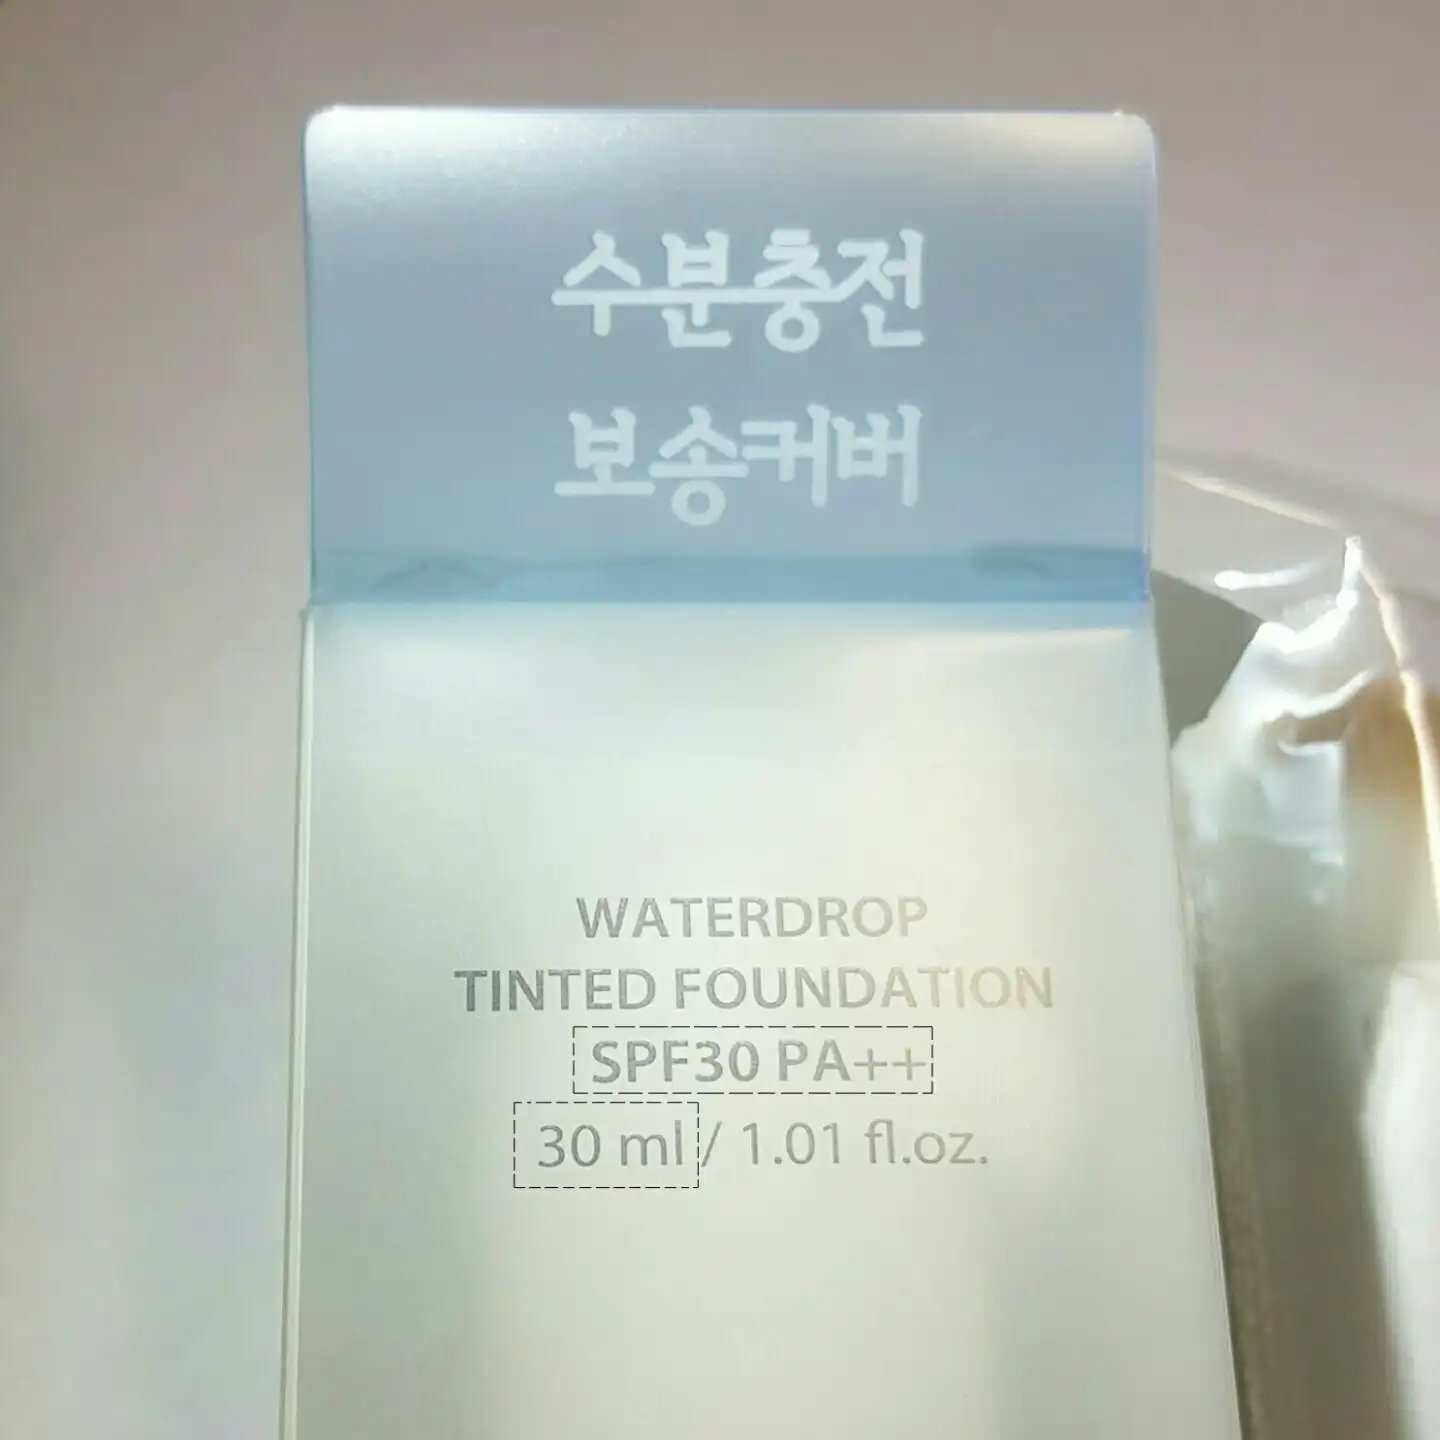 수분충전
보송커버
WATERDROP
TINTED FOUNDATION
SPF30 PA++
30 ml / 1.01 fl.oz.